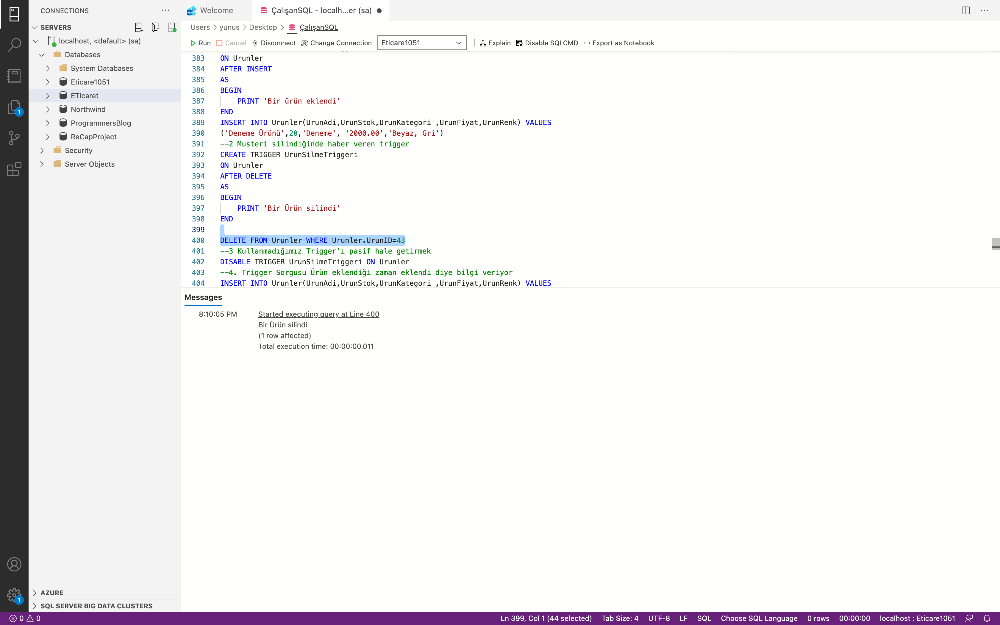 CONNECTIONS
SERVERS
localhost, <default> (sa)
Databases
System Databases
Eticare1051
ETicaret
Northwind
ProgrammersBlog
ReCapProject
Security
Server Objects
AZURE
SQL SERVER BIG DATA CLUSTERS
1
1
Welcome
ÇalışanSQL - localh...er (sa)
Users > yunus > Desktop > ÇalışanSQL
Run Cancel Disconnect Change Connection Eticare1051 Explain Disable SQLCMD Export as Notebook
383 ON Urunler
384 AFTER INSERT
385 AS
386 BEGIN
387 PRINT 'Bir ürün eklendi'
388 END
389 INSERT INTO Urunler(UrunAdi,UrunStok,UrunKategori ,UrunFiyat,UrunRenk) VALUES
390 ('Deneme Ürünü',20,'Deneme', '2000.00','Beyaz, Gri')
391 --2 Musteri silindiğinde haber veren trigger
392 CREATE TRIGGER UrunSilmeTriggeri
393 ON Urunler
394 AFTER DELETE
395 AS
396 BEGIN
397 PRINT 'Bir Ürün silindi'
398 END
399
400 DELETE FROM Urunler WHERE Urunler.UrunID=43
401 --3 Kullanmadığımız Trigger'ı pasif hale getirmek
402 DISABLE TRIGGER UrunSilmeTriggeri ON Urunler
403 --4. Trigger Sorgusu Ürün eklendiği zaman eklendi diye bilgi veriyor
404 INSERT INTO Urunler(UrunAdi,UrunStok,UrunKategori ,UrunFiyat,UrunRenk) VALUES
Messages
8:10:05 PM Started executing query at Line 400
Bir Ürün silindi
(1 row affected)
Total execution time: 00:00:00.011
0 0 Ln 399, Col 1 (44 selected) Tab Size: 4 UTF-8 LF SQL Choose SQL Language 0 rows 00:00:00 localhost : Eticare1051